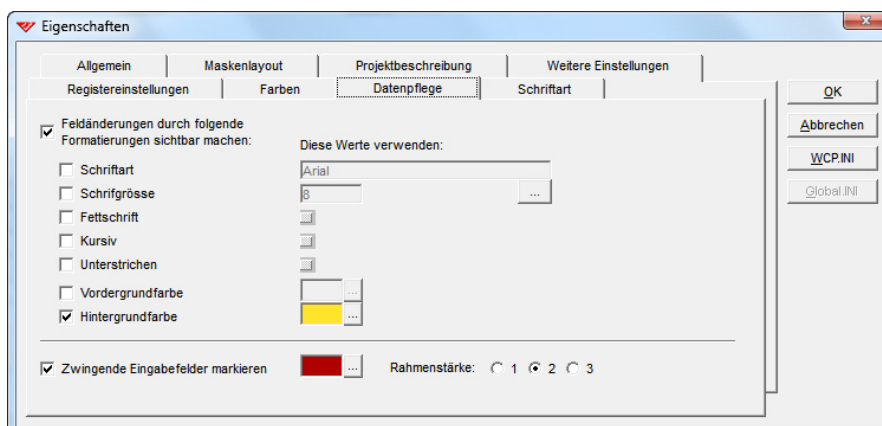 Eigenschaften
Allgemein Maskenlayout Projektbeschreibung Weitere Einstellungen
Registereinstellungen Farben Datenpflege Schriftart
OK
Abbrechen
WCP.INI
Global.INI
Feldänderungen durch folgende
Formatierungen sichtbar machen:
Diese Werte verwenden:
Schriftart Arial
Schrifgrösse 8 ...
Fettschrift
Kursiv
Unterstrichen
Vordergrundfarbe ...
Hintergrundfarbe ...
Zwingende Eingabefelder markieren ... Rahmenstärke: 1 2 3